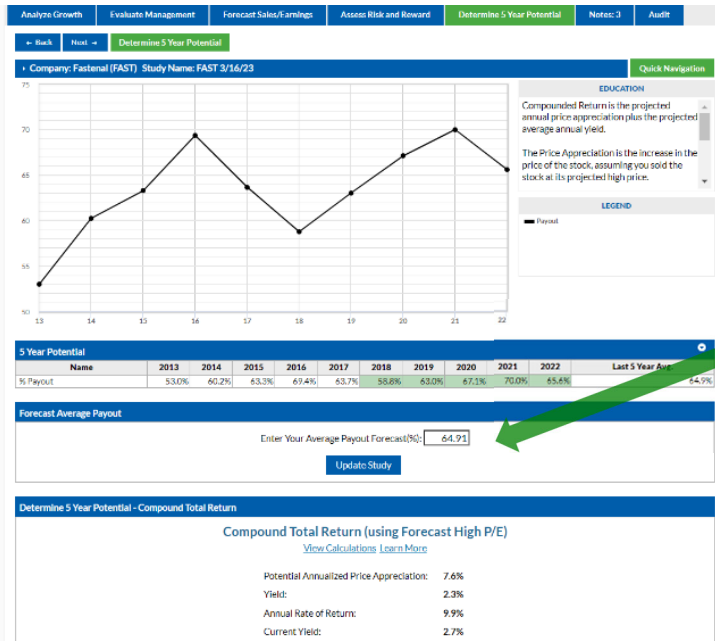 Analyze Growth Evaluate Management Forecast Sales/Earnings Assess Risk and Reward Determine 5 Year Potential Notes: 3 Audit
← Back Next → Determine 5 Year Potential
› Company: Fastenal (FAST) Study Name: FAST 3/16/23 Quick Navigation
75
70
65
60
55
50
13 14 15 16 17 18 19 20 21 22
EDUCATION
Compounded Return is the projected
annual price appreciation plus the projected
average annual yield.
The Price Appreciation is the increase in the
price of the stock, assuming you sold the
stock at its projected high price.
LEGEND
Payout
5 Year Potential
Name 2013 2014 2015 2016 2017 2018 2019 2020 2021 2022 Last 5 Year Avg.
% Payout 53.0% 60.2% 63.3% 69.4% 63.7% 58.8% 63.0% 67.1% 70.0% 65.6% 64.9%
Forecast Average Payout
Enter Your Average Payout Forecast(%): 64.91
Update Study
Determine 5 Year Potential - Compound Total Return
Compound Total Return (using Forecast High P/E)
View Calculations Learn More
Potential Annualized Price Appreciation: 7.6%
Yield: 2.3%
Annual Rate of Return: 9.9%
Current Yield: 2.7%